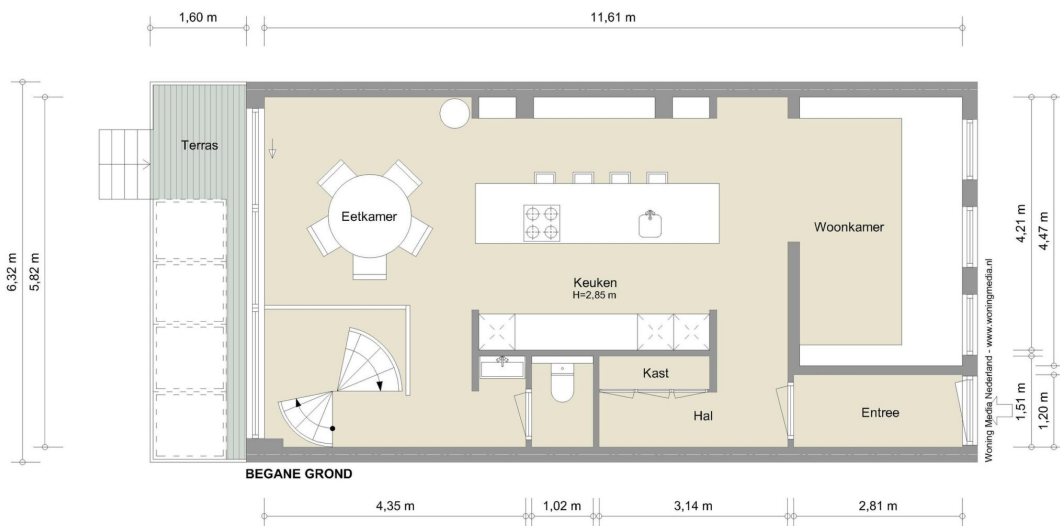 1,60 m
11,61 m
Terras
Eetkamer
Woonkamer
Keuken
H=2,85 m
Kast
Hal
Entree
6,32 m
5,82 m
4,21 m
4,47 m
1,51 m
1,20 m
Woning Media Nederland - www.woningmedia.nl
BEGANE GROND
4,35 m
1,02 m
3,14 m
2,81 m